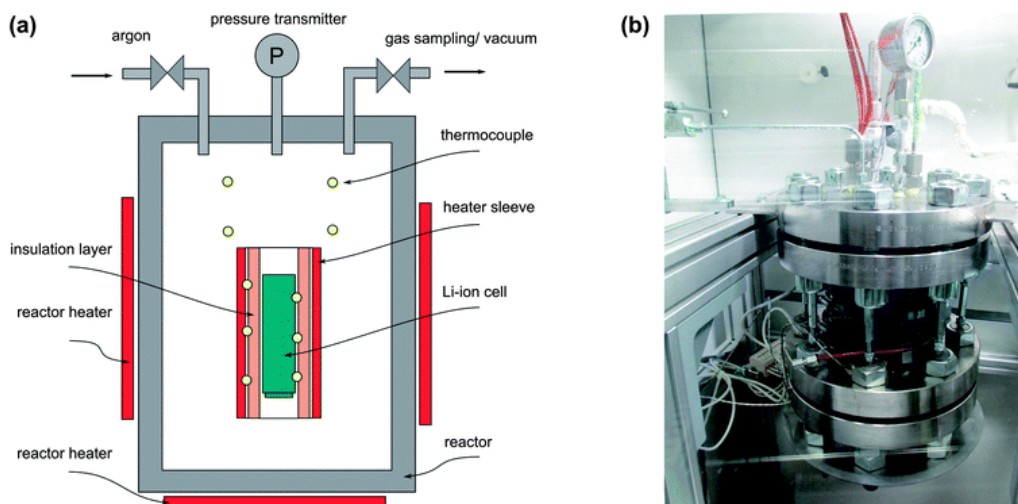 (a)
pressure transmitter
argon
gas sampling/ vacuum
P
thermocouple
heater sleeve
insulation layer
reactor heater
Li-ion cell
reactor
reactor heater
(b)